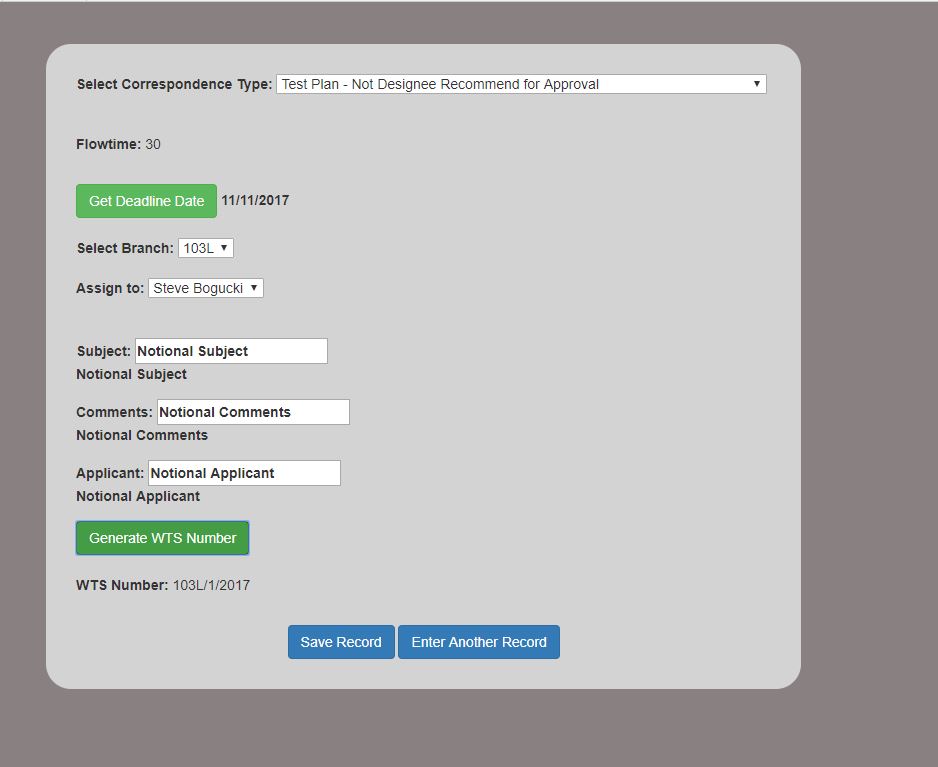 Select Correspondence Type: Test Plan - Not Designee Recommend for Approval
Flowtime: 30
Get Deadline Date 11/11/2017
Select Branch: 103L
Assign to: Steve Bogucki
Subject: Notional Subject
Notional Subject
Comments: Notional Comments
Notional Comments
Applicant: Notional Applicant
Notional Applicant
Generate WTS Number
WTS Number: 103L/1/2017
Save Record Enter Another Record